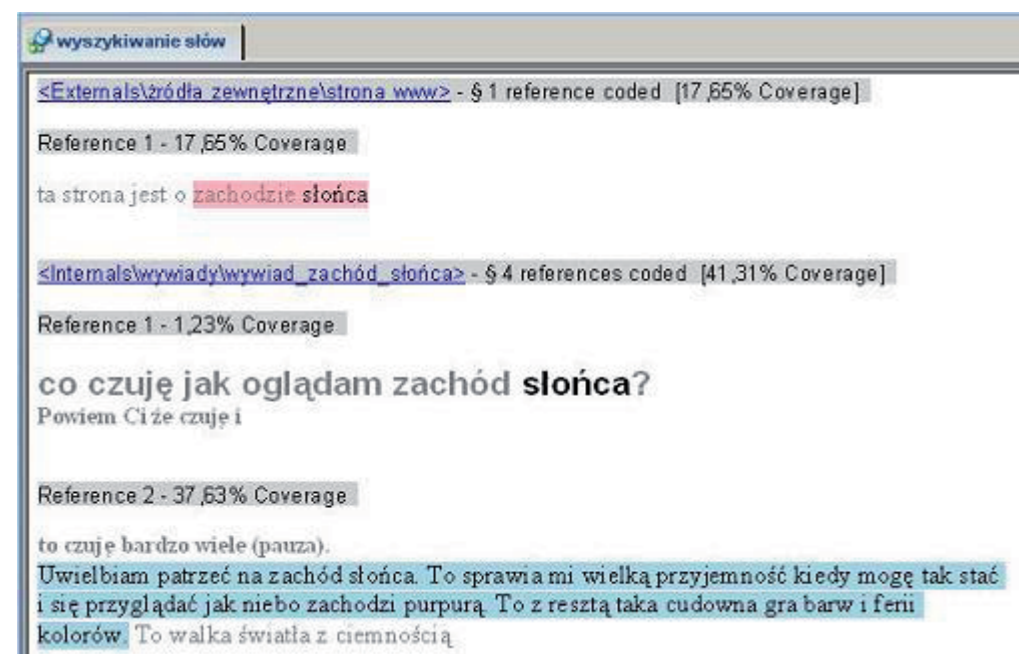 wyszykiwanie słów
<Externals\źródła zewnętrzne\strona www> - § 1 reference coded [17,65% Coverage]
Reference 1 - 17,65% Coverage
ta strona jest o zachodzie słońca
<Internals\wywiady\wywiad_zachód_słońca> - § 4 references coded [41,31% Coverage]
Reference 1 - 1,23% Coverage
co czuję jak oglądam zachód słońca?
Powiem Ci że czuję i
Reference 2 - 37,63% Coverage
to czuję bardzo wiele (pauza).
Uwielbiam patrzeć na zachód słońca. To sprawia mi wielką przyjemność kiedy mogę tak stać
i się przyglądać jak niebo zachodzi purpurą. To z resztą taka cudowna gra barw i ferii
kolorów. To walka światła z ciemnością